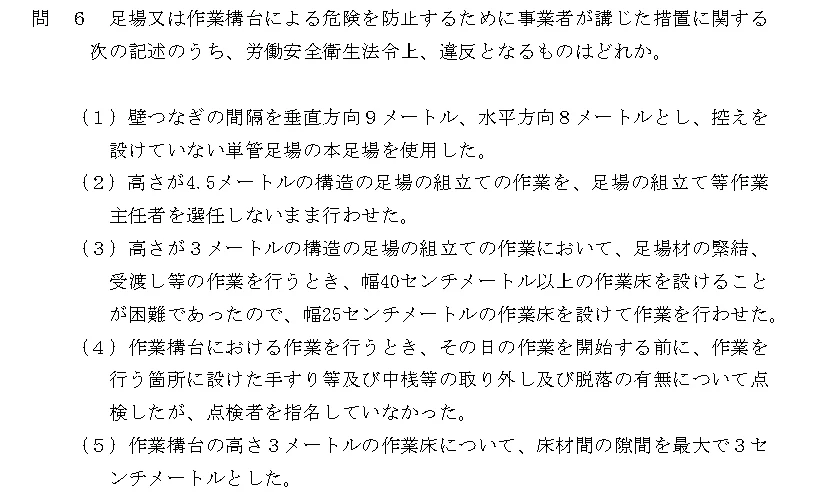 問　６　足場又は作業構台による危険を防止するために事業者が講じた措置に関する
次の記述のうち、労働安全衛生法令上、違反となるものはどれか。
（１）壁つなぎの間隔を垂直方向９メートル、水平方向８メートルとし、控えを
設けていない単管足場の本足場を使用した。
（２）高さが4.5メートルの構造の足場の組立ての作業を、足場の組立て等作業
主任者を選任しないまま行わせた。
（３）高さが３メートルの構造の足場の組立ての作業において、足場材の緊結、
受渡し等の作業を行うとき、幅40センチメートル以上の作業床を設けること
が困難であったので、幅25センチメートルの作業床を設けて作業を行わせた。
（４）作業構台における作業を行うとき、その日の作業を開始する前に、作業を
行う箇所に設けた手すり等及び中桟等の取り外し及び脱落の有無について点
検したが、点検者を指名していなかった。
（５）作業構台の高さ３メートルの作業床について、床材間の隙間を最大で３セ
ンチメートルとした。